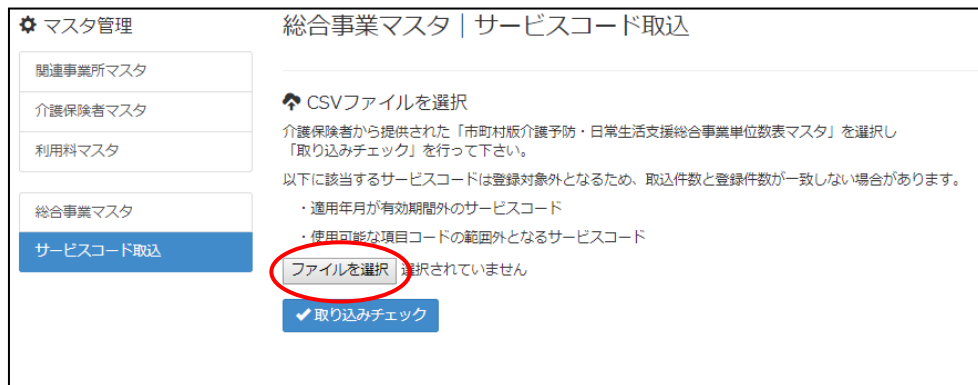 マスタ管理
関連事業所マスタ
介護保険者マスタ
利用料マスタ
総合事業マスタ
サービスコード取込
総合事業マスタ｜サービスコード取込
CSVファイルを選択
介護保険者から提供された「市町村版介護予防・日常生活支援総合事業単位数表マスタ」を選択し
「取り込みチェック」を行って下さい。
以下に該当するサービスコードは登録対象外となるため、取込件数と登録件数が一致しない場合があります。
・適用年月が有効期間外のサービスコード
・使用可能な項目コードの範囲外となるサービスコード
ファイルを選択 選択されていません
取り込みチェック